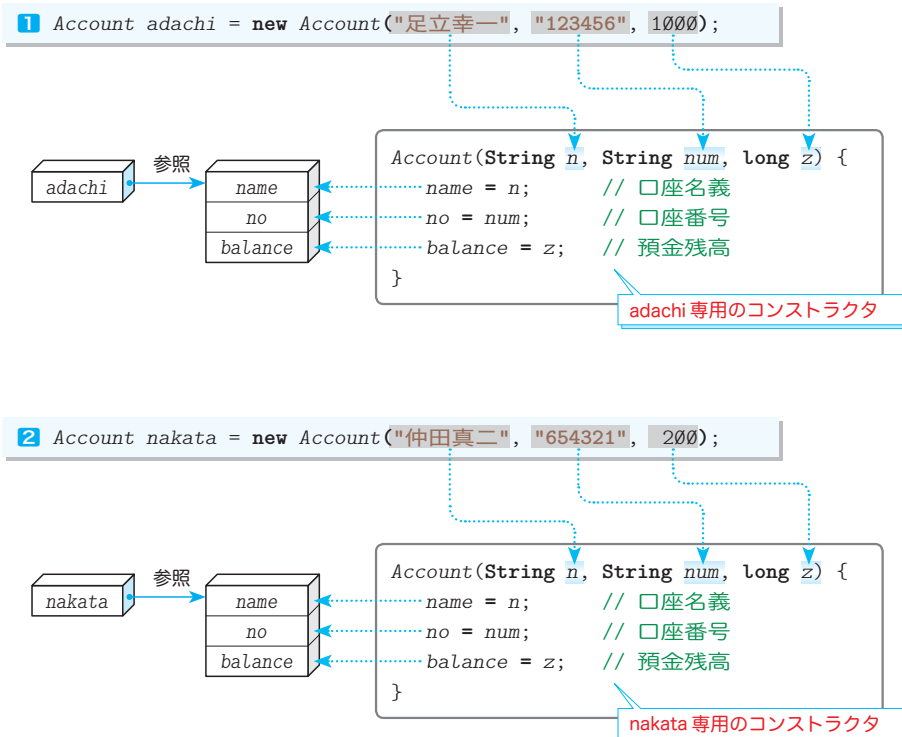 1 Account adachi = new Account("足立幸一", "123456", 1000);
参照
adachi
name
no
balance
Account(String n, String num, long z) {
name = n; // 口座名義
no = num; // 口座番号
balance = z; // 預金残高
}
adachi 専用のコンストラクタ
2 Account nakata = new Account("仲田真二", "654321", 200);
参照
nakata
name
no
balance
Account(String n, String num, long z) {
name = n; // 口座名義
no = num; // 口座番号
balance = z; // 預金残高
}
nakata 専用のコンストラクタ